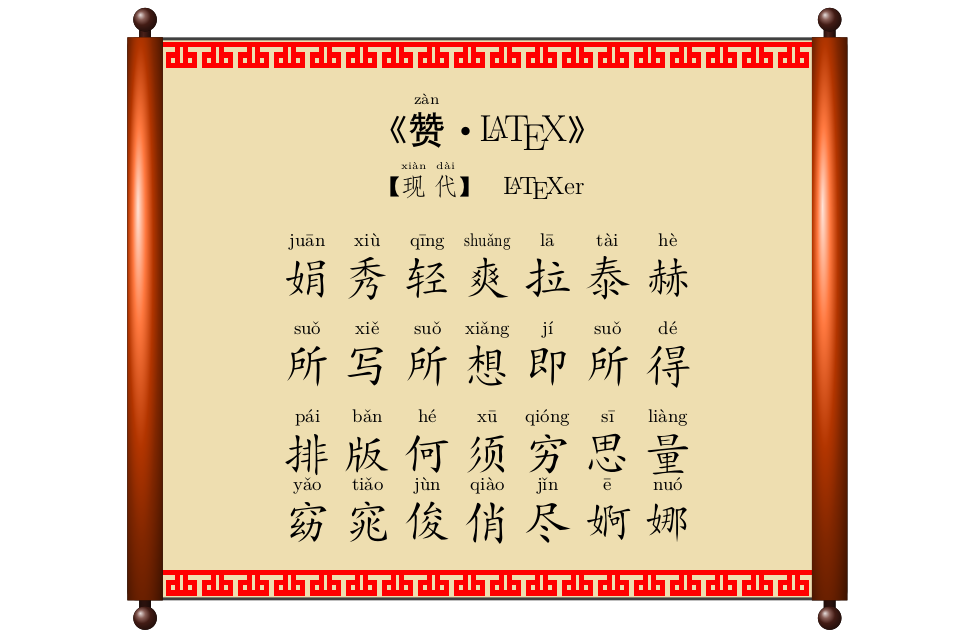 zàn
《赞·LATEX》
xiàn dài
【现代】 LATEXer
juān xiù qīng shuǎng lā tài hè
娟秀轻爽拉泰赫
suǒ xiě suǒ xiǎng jí suǒ dé
所写所想即所得
pái bǎn hé xū qióng sī liàng
排版何须穷思量
yǎo tiǎo jùn qiào jǐn ē nuó
窈窕俊俏尽婀娜